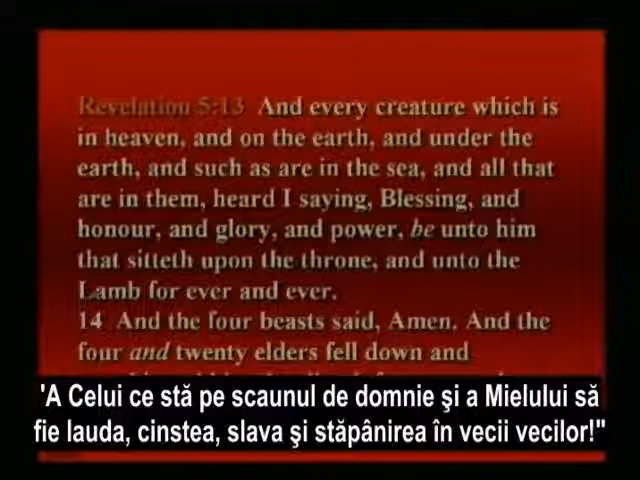 Revelation 5:13 And every creature which is
in heaven, and on the earth, and under the
earth, and such as are in the sea, and all that
are in them, heard I saying, Blessing, and
honour, and glory, and power, be unto him
that sitteth upon the throne, and unto the
Lamb for ever and ever.
14 And the four beasts said, Amen. And the
four and twenty elders fell down and
'A Celui ce stă pe scaunul de domnie şi a Mielului să
fie lauda, cinstea, slava şi stăpânirea în vecii vecilor!"